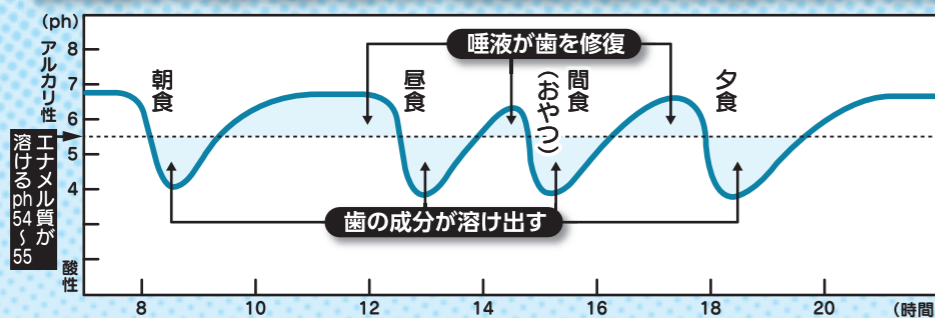 (ph)
アルカリ性
8
7
6
5
4
酸性
エナメル質が
溶けるph54～55
朝食
昼食
間食
(おやつ)
夕食
唾液が歯を修復
歯の成分が溶け出す
8
10
12
14
16
18
20
(時間